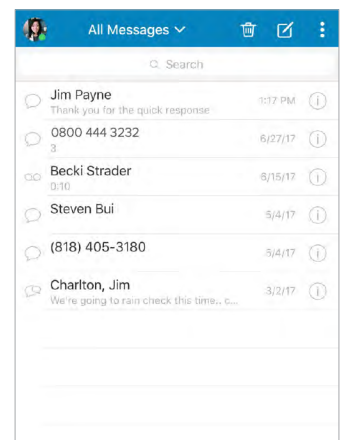 All Messages
Search
Jim Payne
1:17 PM
Thank you for the quick response
0800 444 3232
6/27/17
3
Becki Strader
6/15/17
0:10
Steven Bui
5/4/17
(818) 405-3180
5/4/17
Charlton, Jim
3/2/17
We're going to rain check this time.. c...